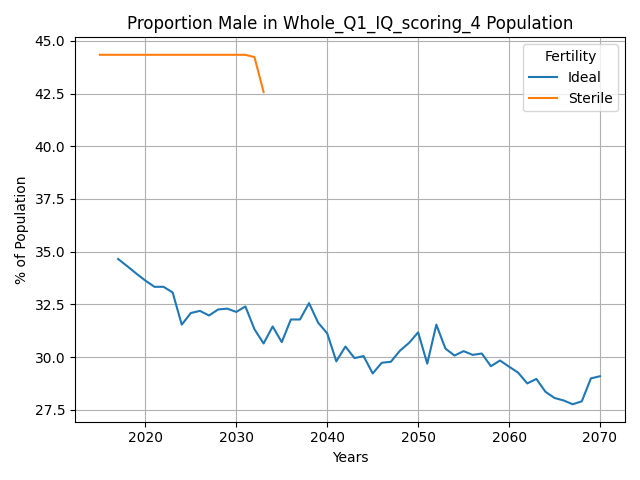 Proportion Male in Whole_Q1_IQ_scoring_4 Population
45.0
42.5
40.0
37.5
35.0
32.5
30.0
27.5
% of Population
Fertility
Ideal
Sterile
2020 2030 2040 2050 2060 2070
Years